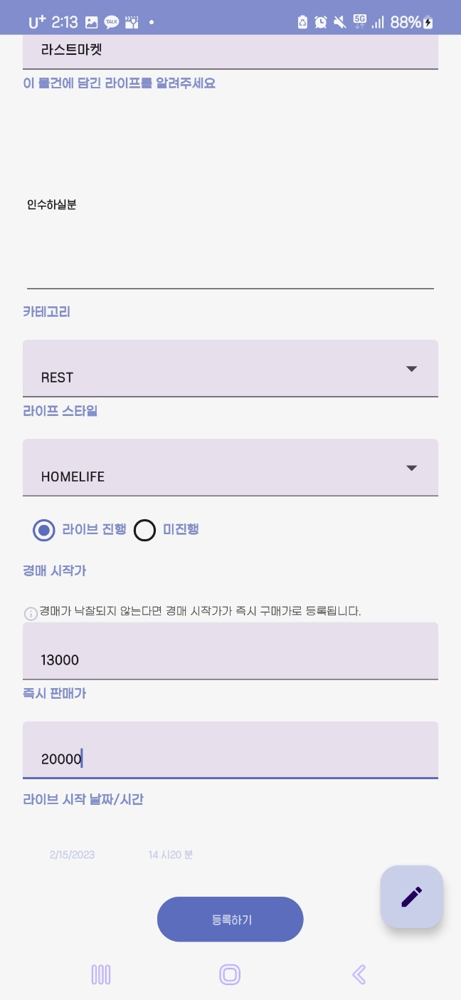 U+ 2:13 TALK 5G 88%
라스트마켓
이 물건에 담긴 라이프를 알려주세요
인수하실분
카테고리
REST
라이프 스타일
HOMELIFE
라이브 진행 미진행
경매 시작가
경매가 낙찰되지 않는다면 경매 시작가가 즉시 구매가로 등록됩니다.
13000
즉시 판매가
20000
라이브 시작 날짜/시간
2/15/2023 14 시20 분
등록하기